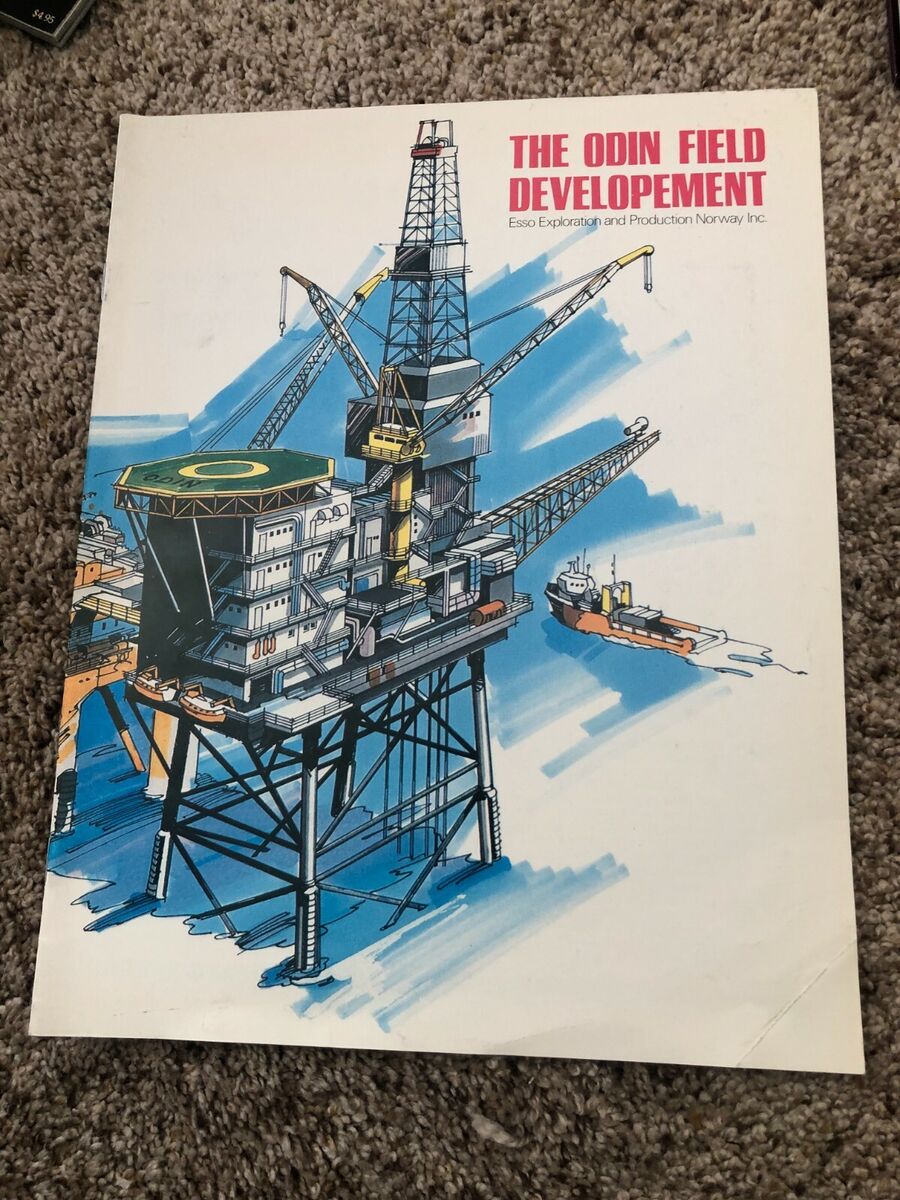 $4.95
THE ODIN FIELD
DEVELOPEMENT
Esso Exploration and Production Norway Inc.
ODIN